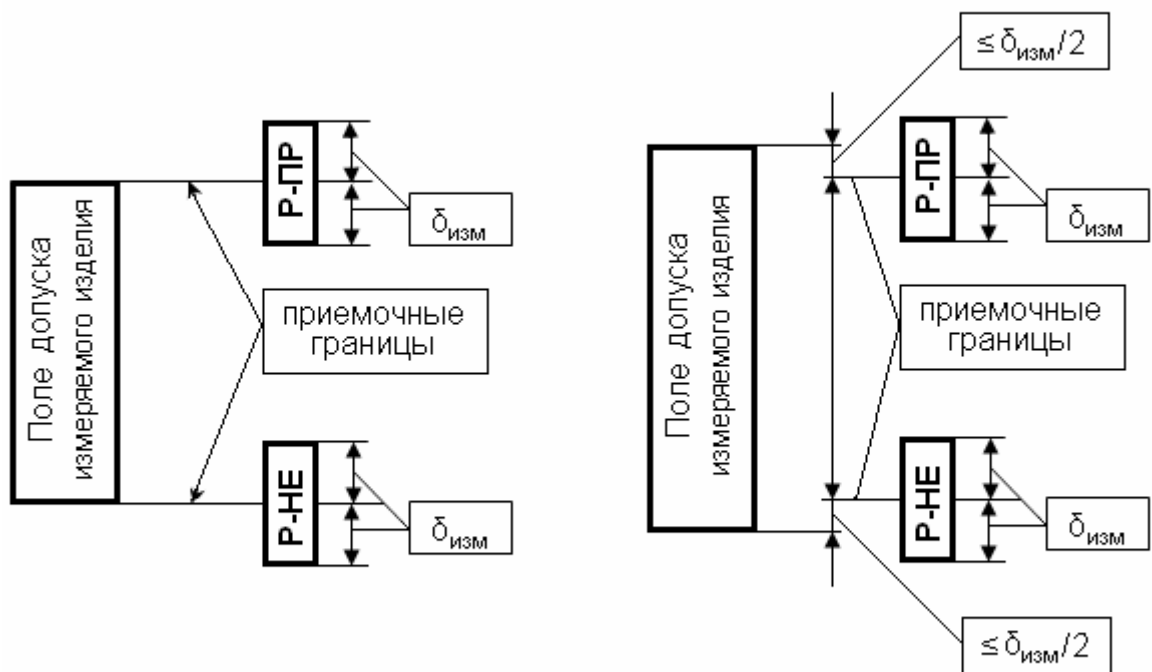 Поле допуска
измеряемого изделия
Р-ПР
δизм
приемочные
границы
Р-НЕ
δизм
≤ δизм/2
Поле допуска
измеряемого изделия
Р-ПР
δизм
приемочные
границы
Р-НЕ
δизм
≤ δизм/2